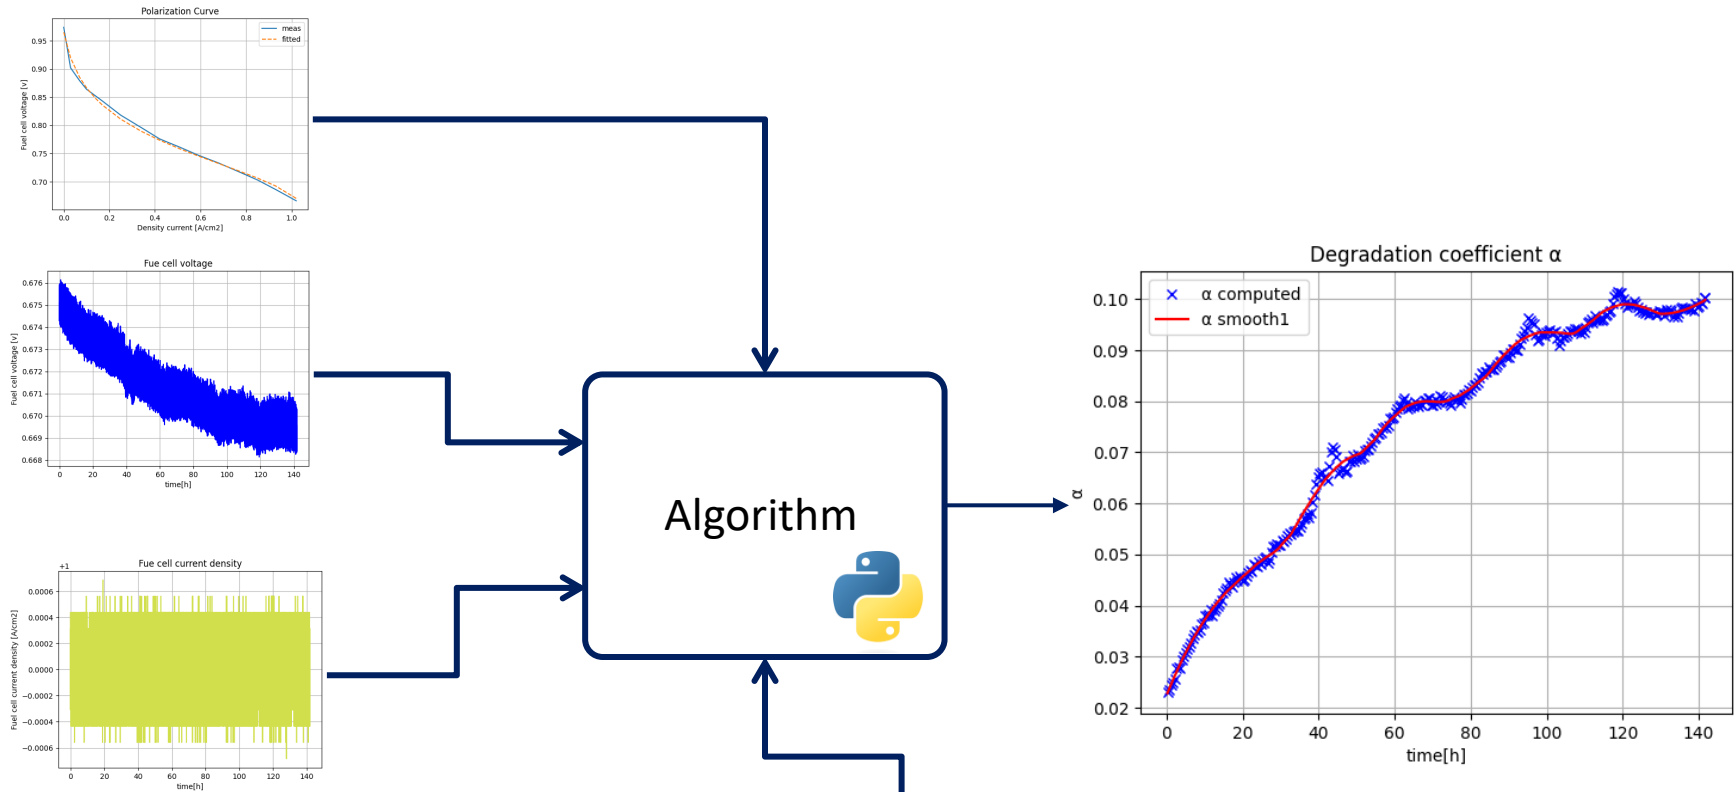 Polarization Curve
meas
fitted
0.95
0.90
0.85
0.80
0.75
0.70
Fuel cell voltage [v]
0.0 0.2 0.4 0.6 0.8 1.0
Density current [A/cm2]
Fue cell voltage
0.676
0.675
0.674
0.673
0.672
0.671
0.670
0.669
0.668
Fuel cell voltage [v]
0 20 40 60 80 100 120 140
time[h]
Fue cell current density
+1
0.0006
0.0004
0.0002
0.0000
−0.0002
−0.0004
−0.0006
Fuel cell current density [A/cm2]
0 20 40 60 80 100 120 140
time[h]
Algorithm
Degradation coefficient α
α computed
α smooth1
0.10
0.09
0.08
0.07
0.06
0.05
0.04
0.03
0.02
α
0 20 40 60 80 100 120 140
time[h]